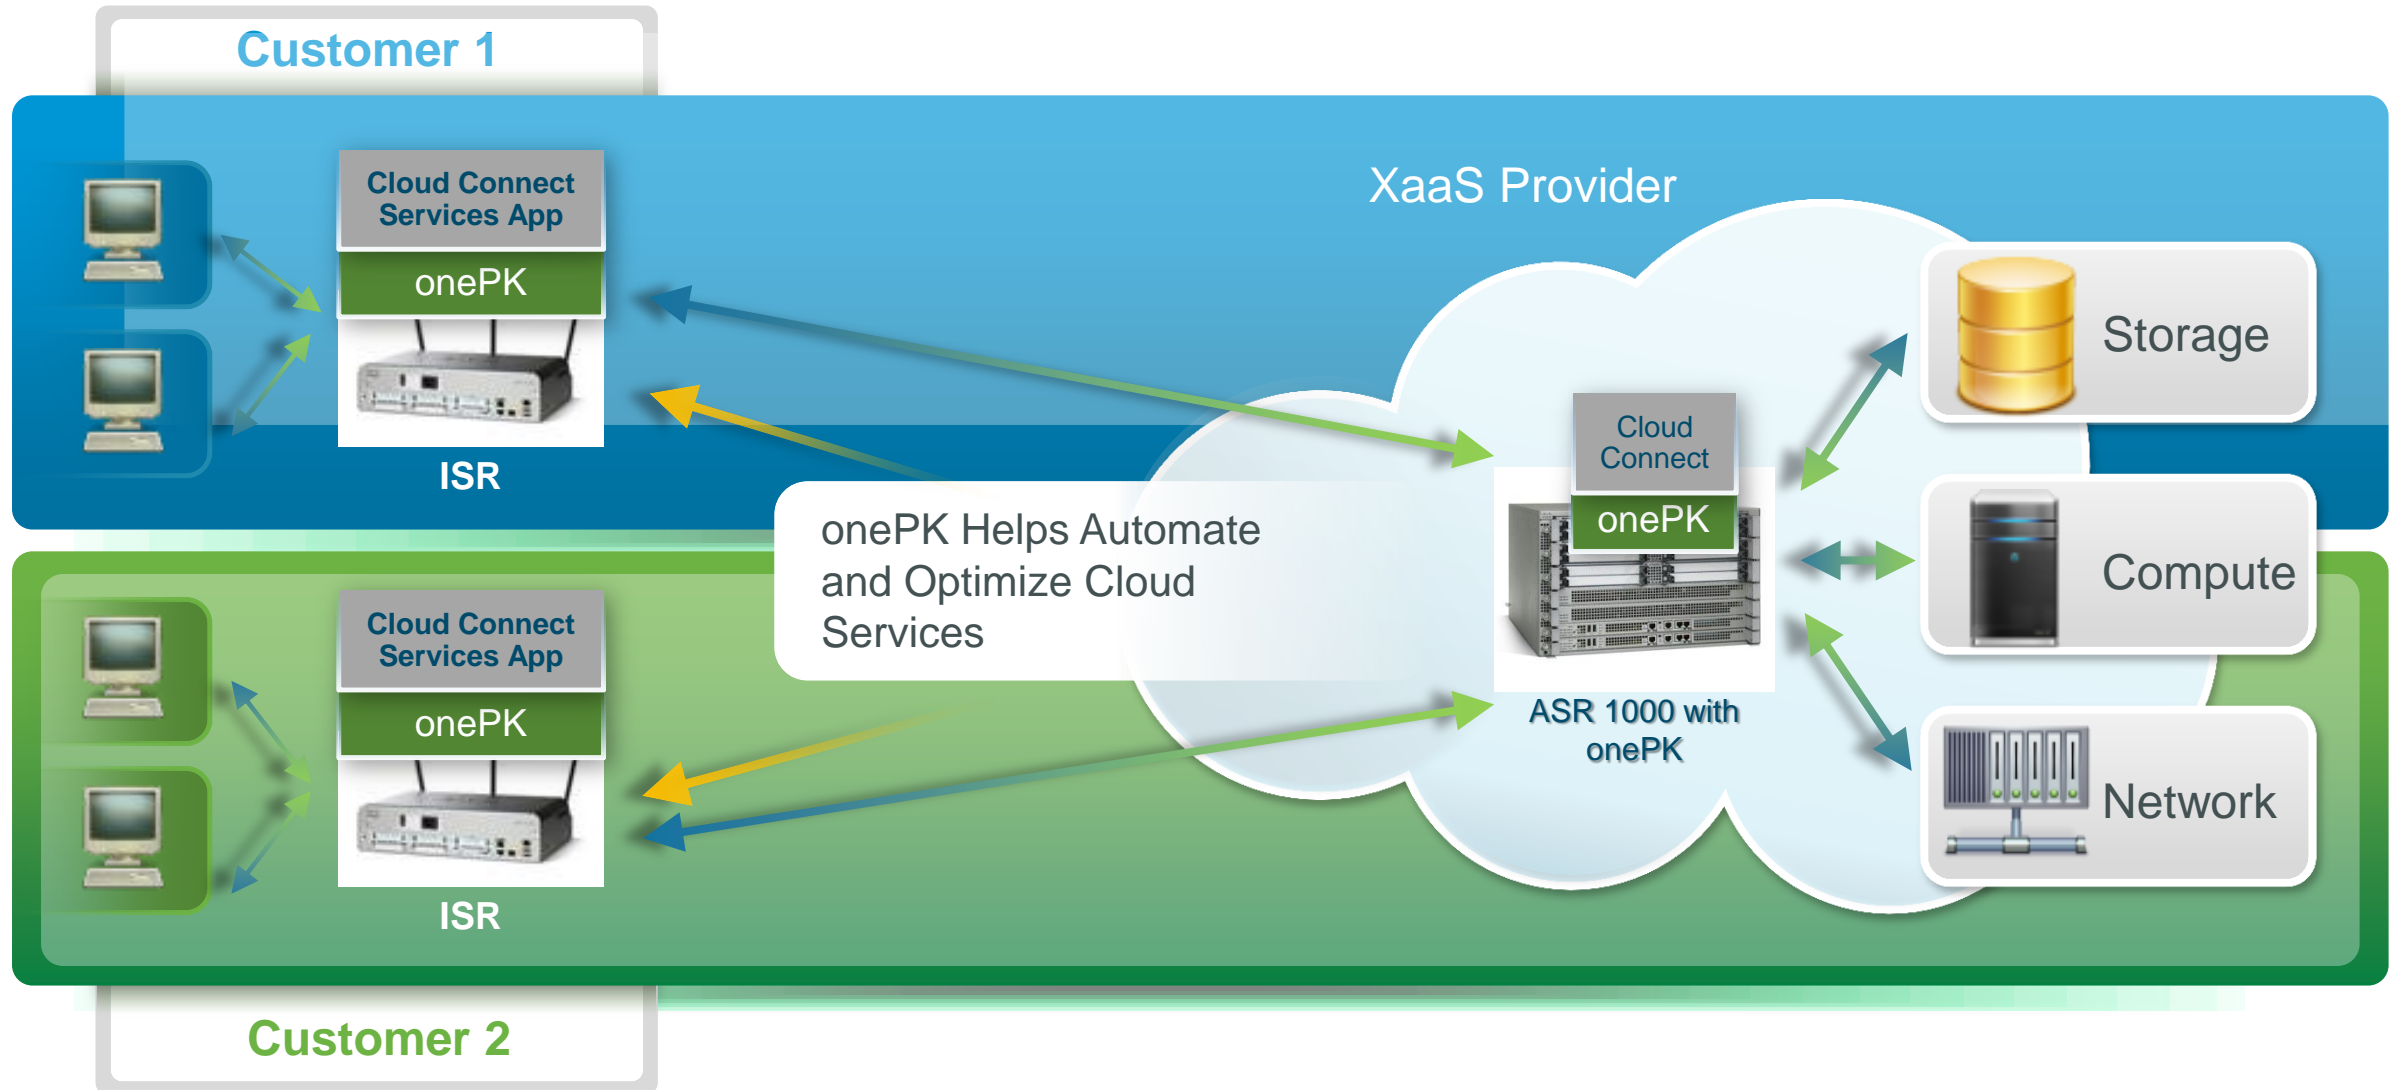 Customer 1
XaaS Provider
Cloud Connect
Services App
onePK
ISR
Storage
Cloud
Connect
onePK
onePK Helps Automate
and Optimize Cloud
Services
Compute
ASR 1000 with
onePK
Network
Cloud Connect
Services App
onePK
ISR
Customer 2